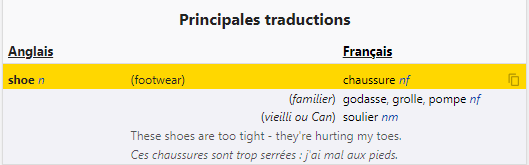 Principales traductions
Anglais Français
shoe n (footwear) chaussure nf
(familier) godasse, grolle, pompe nf
(vieilli ou Can) soulier nm
These shoes are too tight - they're hurting my toes.
Ces chaussures sont trop serrées : j'ai mal aux pieds.